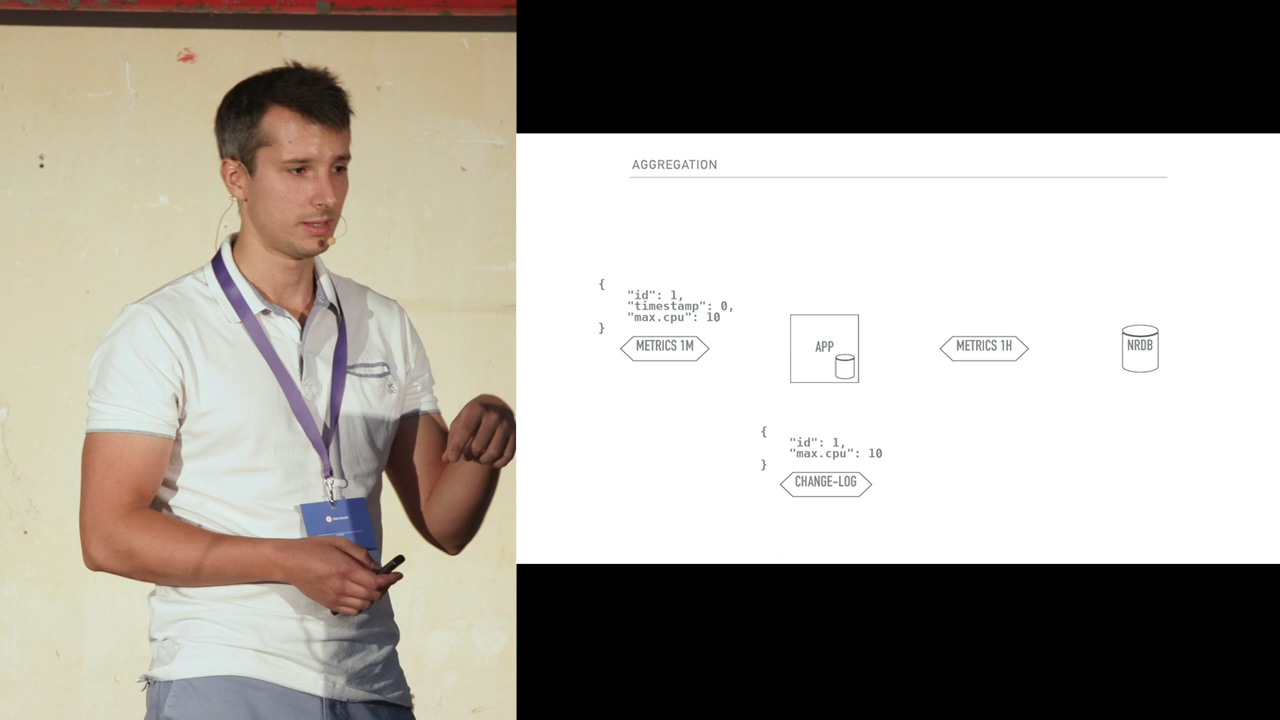 AGGREGATION
{
"id": 1,
"timestamp": 0,
"max.cpu": 10
}
METRICS 1M
APP
METRICS 1H
NRDB
{
"id": 1,
"max.cpu": 10
}
CHANGE-LOG